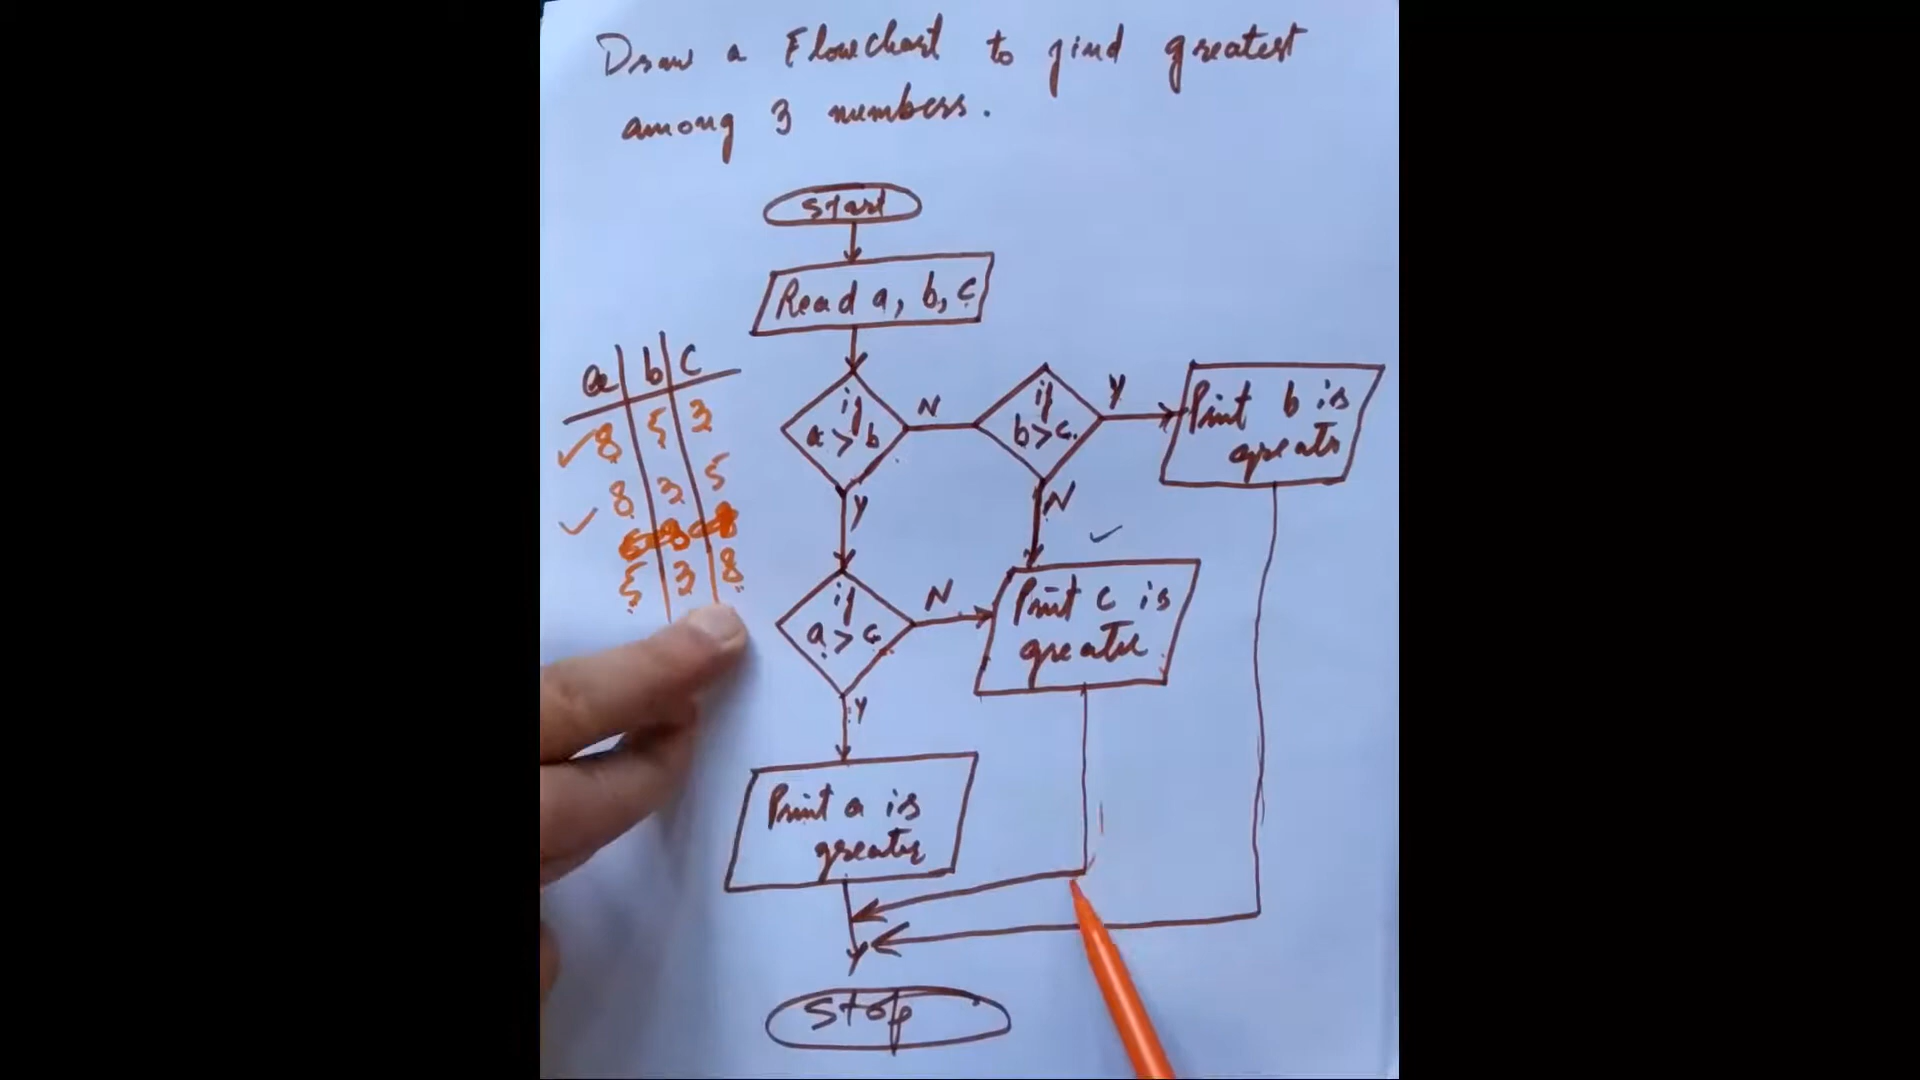 Draw a Flowchart to find greatest
among 3 numbers.
Start
Read a, b, c
a b c
8 5 3
8 3 5
5 3 8
if
a > b
N
if
b > c
Y
Print b is
Y
N
if
a > c
N
Print c is
greater
Y
Print a is
greater
Stop